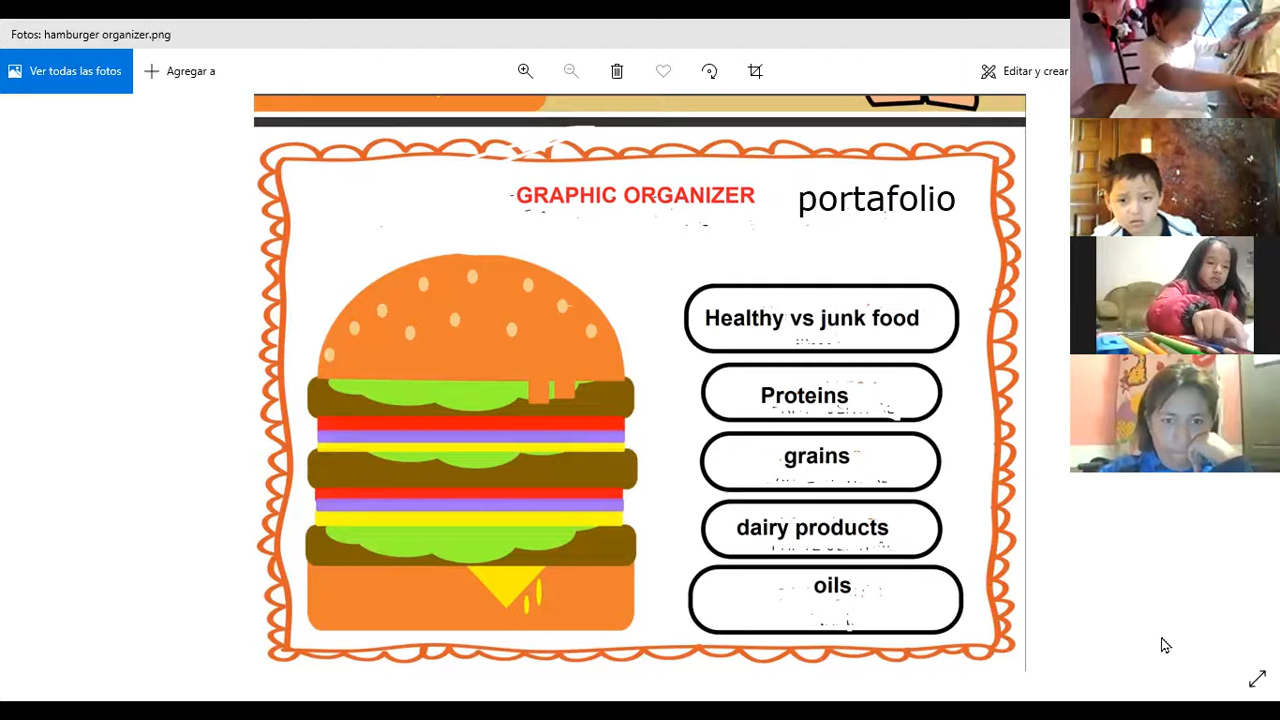 Fotos: hamburger organizer.png
Ver todas las fotos
Agregar a
Editar y crear
GRAPHIC ORGANIZER
portafolio
Healthy vs junk food
Proteins
grains
dairy products
oils